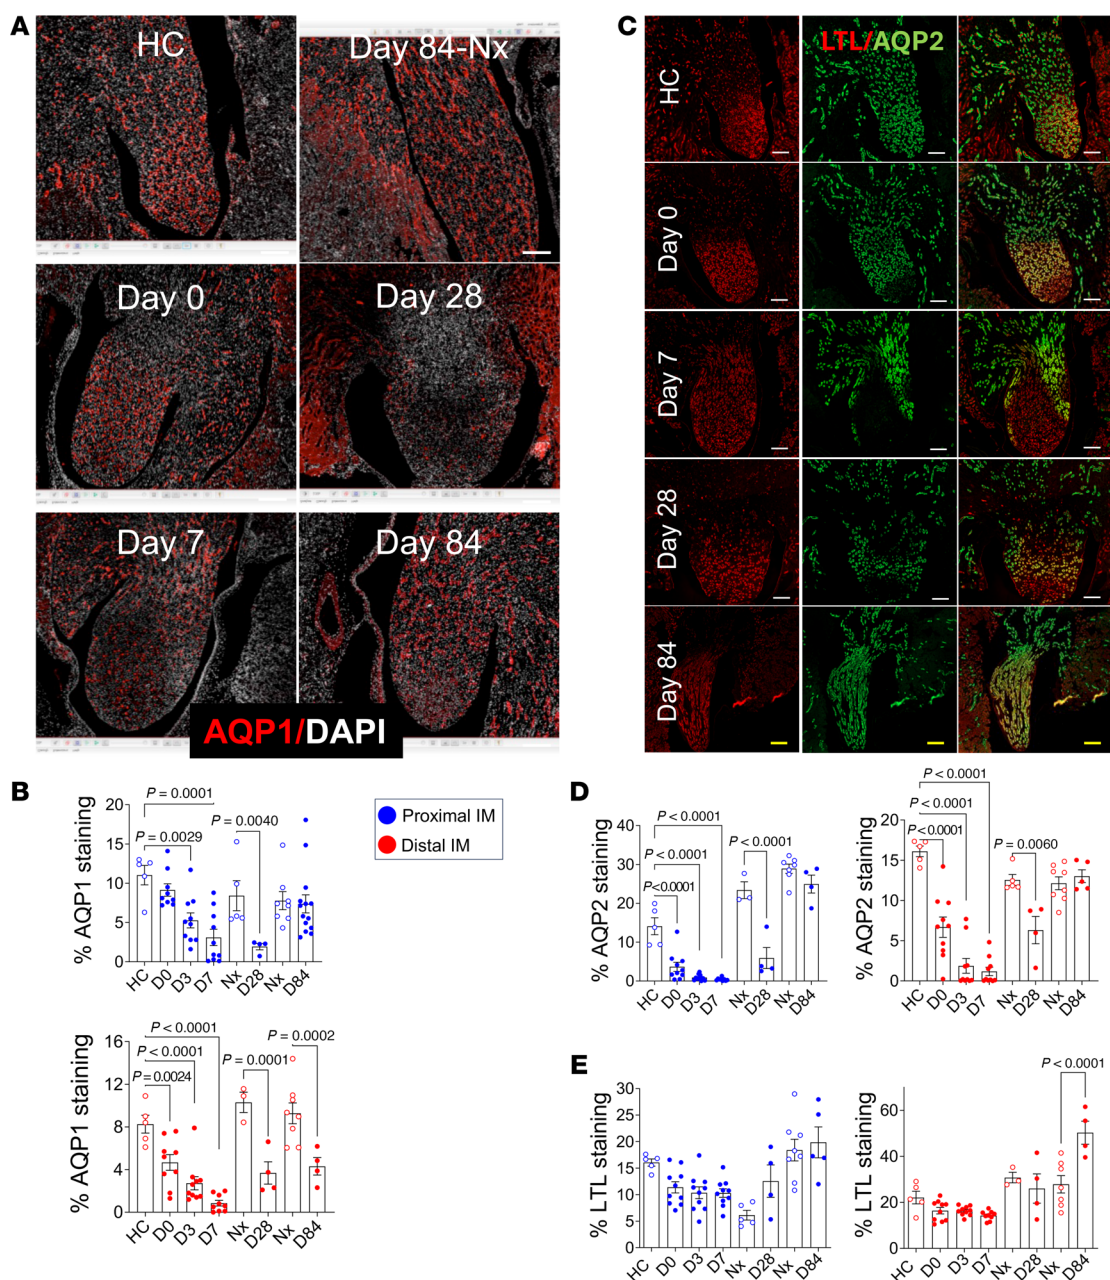 A
HC
Day 84-Nx
Day 0
Day 28
Day 7
Day 84
AQP1/DAPI
C
LTL/AQP2
HC
Day 0
Day 7
Day 28
Day 84
B
% AQP1 staining
20
15
10
5
0
P = 0.0001
P = 0.0029
P = 0.0040
HC D0 D3 D7 Nx D28 Nx D84
Proximal IM
Distal IM
% AQP1 staining
16
12
8
4
0
P < 0.0001
P < 0.0001
P = 0.0024
P = 0.0001
P = 0.0002
HC D0 D3 D7 Nx D28 Nx D84
D
% AQP2 staining
40
30
20
10
0
P < 0.0001
P < 0.0001
P<0.0001
P < 0.0001
HC D0 D3 D7 Nx D28 Nx D84
% AQP2 staining
20
15
10
5
0
P < 0.0001
P < 0.0001
P <0.0001
P = 0.0060
HC D0 D3 D7 Nx D28 Nx D84
E
% LTL staining
30
25
20
15
10
5
0
HC D0 D3 D7 Nx D28 Nx D84
% LTL staining
60
40
20
0
P < 0.0001
HC D0 D3 D7 Nx D28 Nx D84